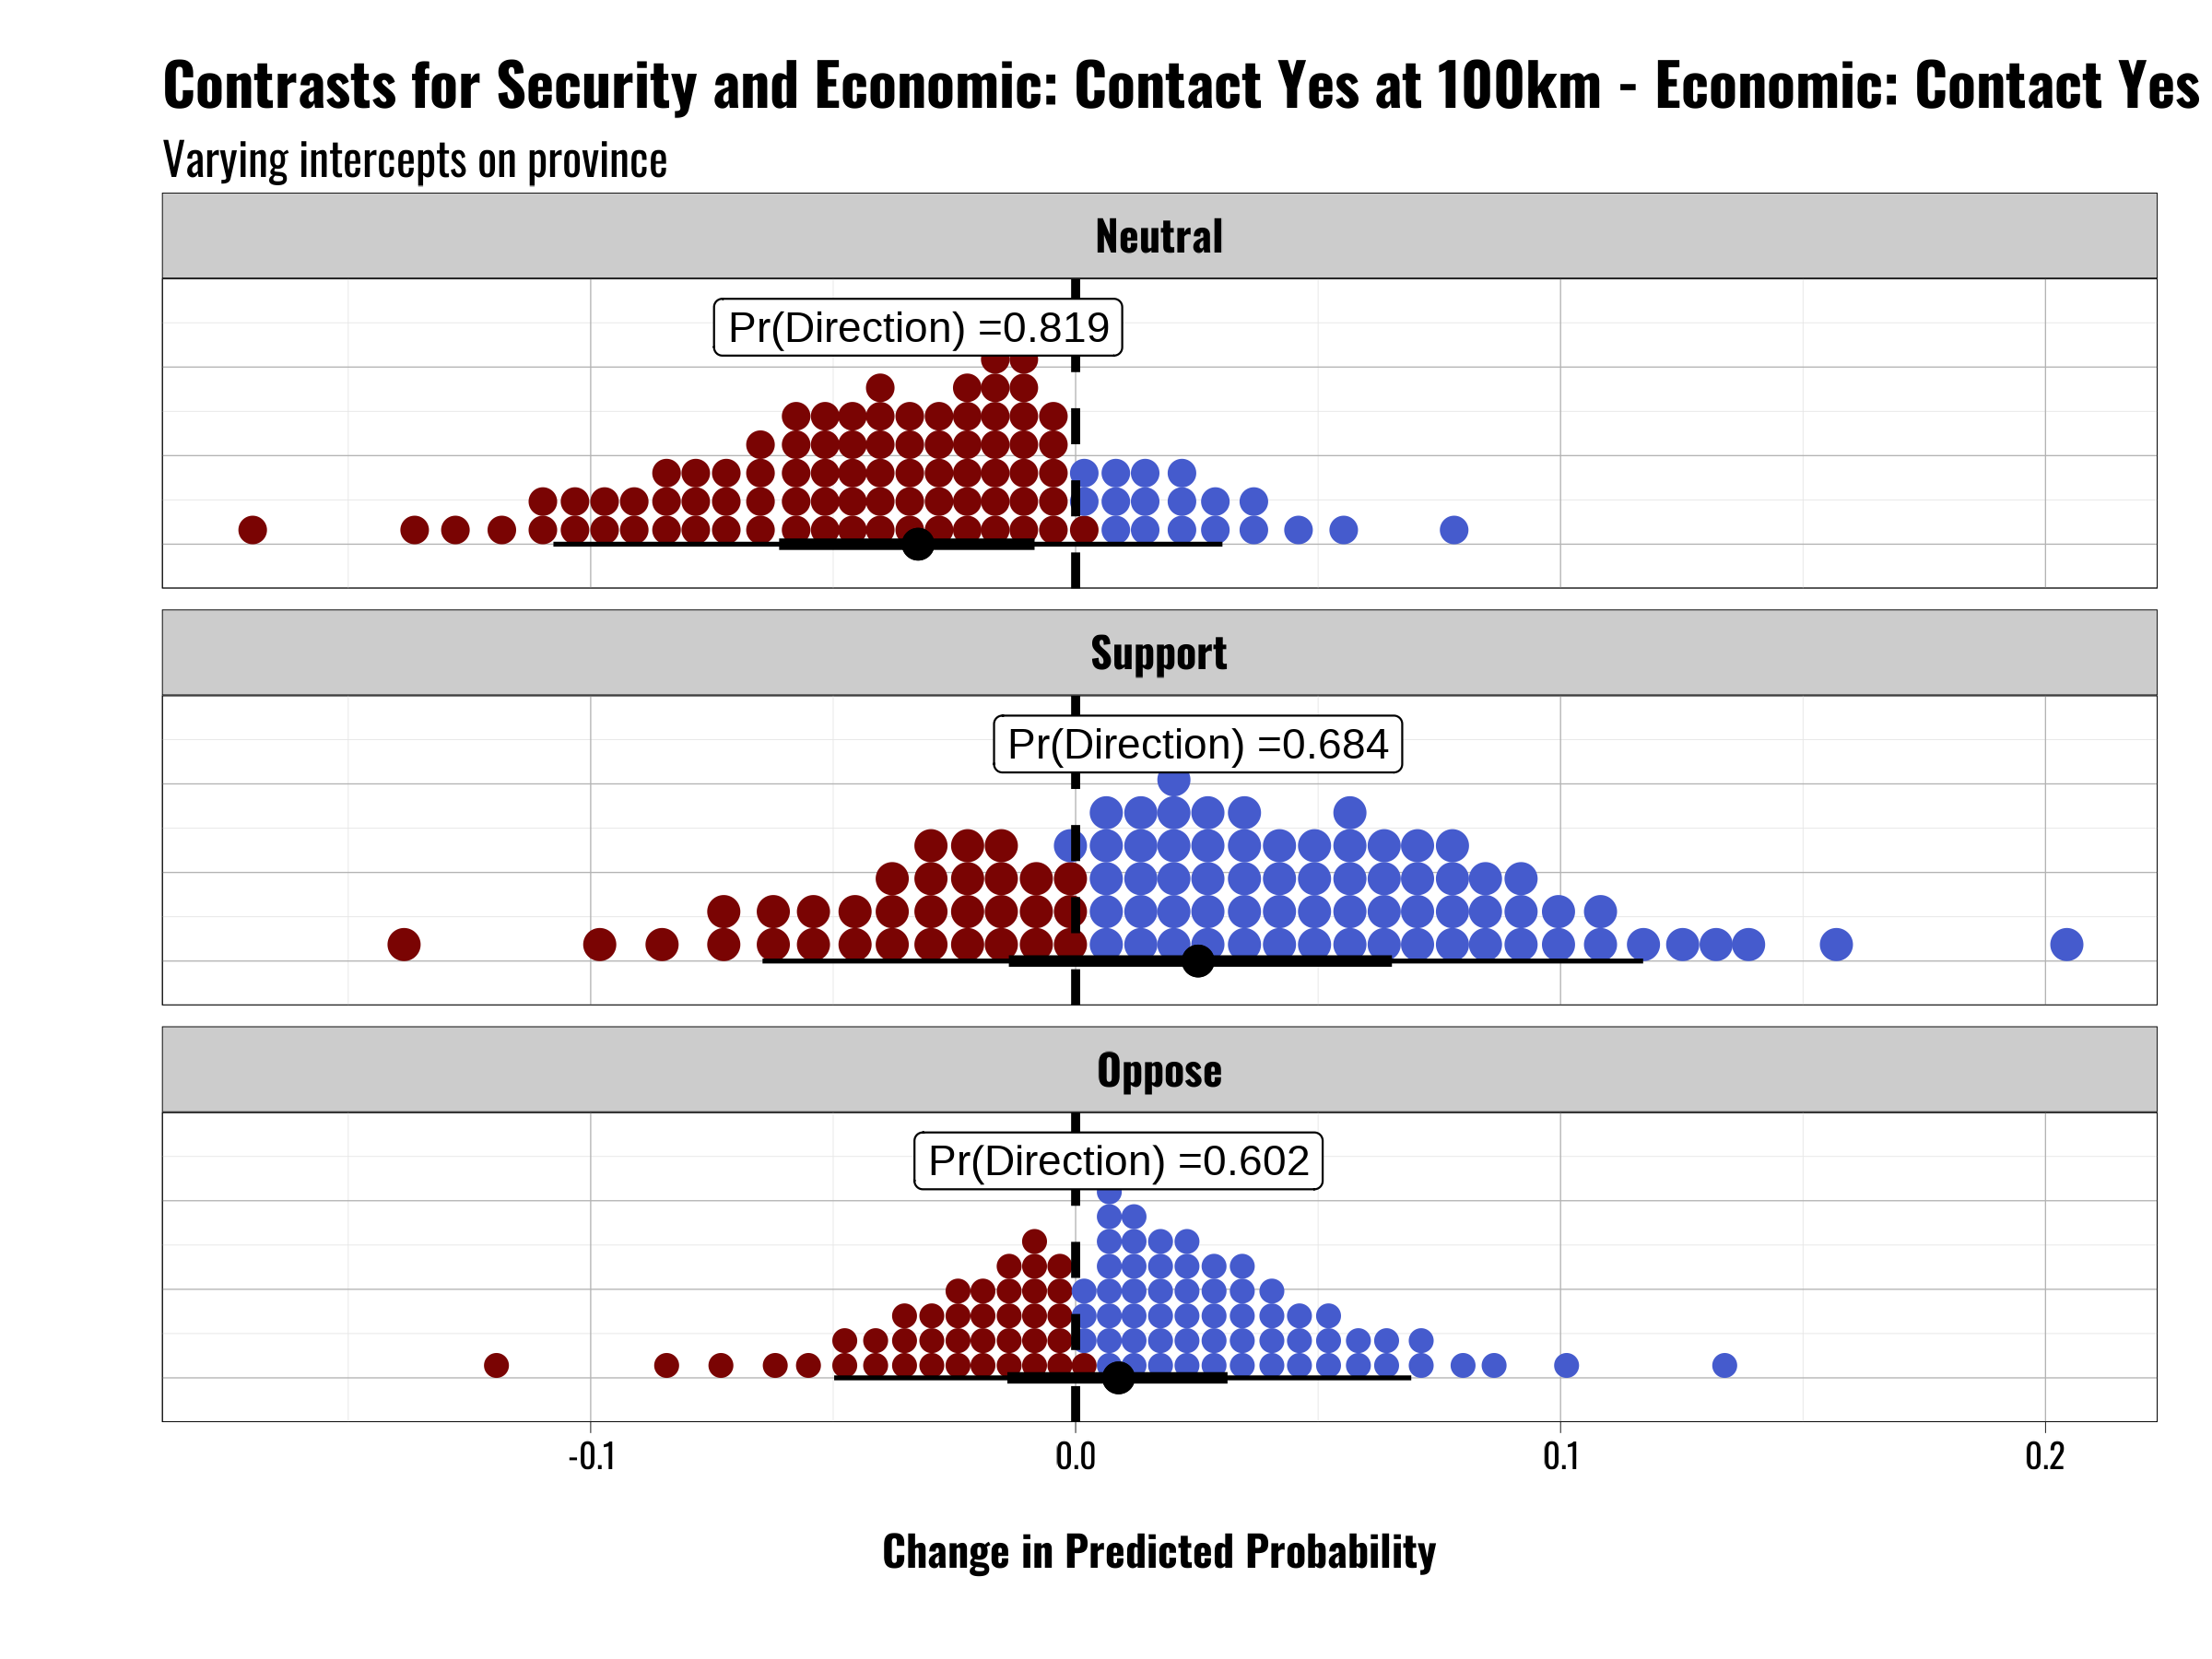 Contrasts for Security and Economic: Contact Yes at 100km - Economic: Contact Yes
Varying intercepts on province
Neutral
Pr(Direction) =0.819
Support
Pr(Direction) =0.684
Oppose
Pr(Direction) =0.602
-0.1 0.0 0.1 0.2
Change in Predicted Probability